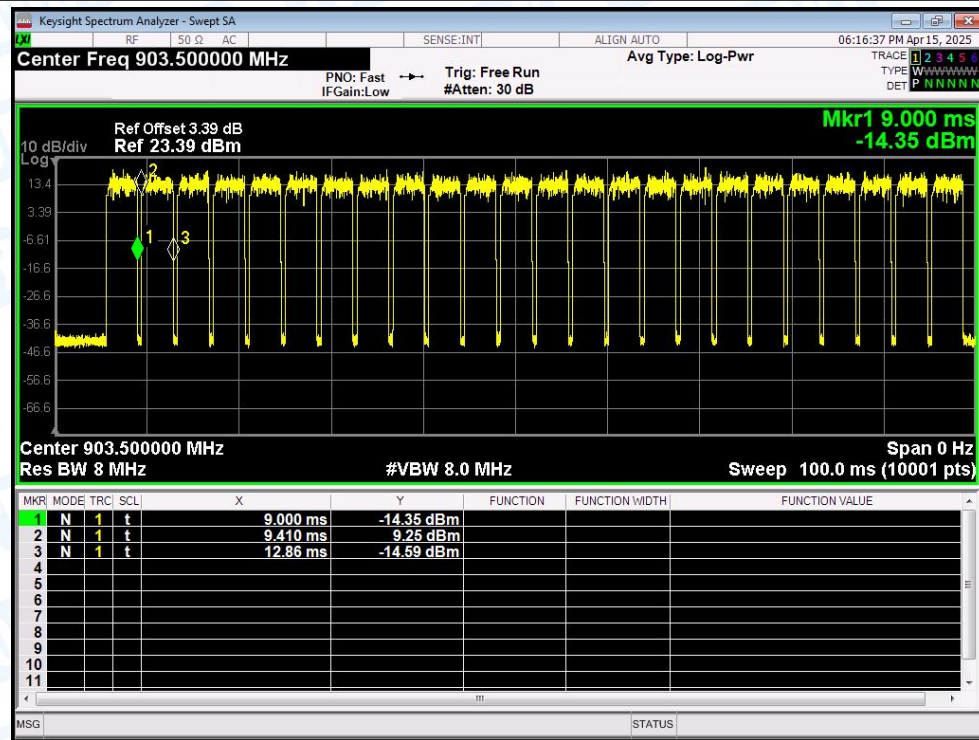 Keysight Spectrum Analyzer - Swept SA
LXI RF 50 Ω AC SENSE:INT ALIGN AUTO 06:16:37 PM Apr 15, 2025
Center Freq 903.500000 MHz
PNO: Fast
IFGain:Low
Trig: Free Run
#Atten: 30 dB
Avg Type: Log-Pwr
TRACE 1 2 3 4 5 6
TYPE WWWWWW
DET P N N N N N
Mkr1 9.000 ms
-14.35 dBm
Ref Offset 3.39 dB
10 dB/div Ref 23.39 dBm
Log
13.4
3.39
-6.61
-16.6
-26.6
-36.6
-46.6
-56.6
-66.6
2
1
3
Center 903.500000 MHz Span 0 Hz
Res BW 8 MHz #VBW 8.0 MHz Sweep 100.0 ms (10001 pts)
MKR MODE TRC SCL X Y FUNCTION FUNCTION WIDTH FUNCTION VALUE
1 N 1 t 9.000 ms -14.35 dBm
2 N 1 t 9.410 ms 9.25 dBm
3 N 1 t 12.86 ms -14.59 dBm
4
5
6
7
8
9
10
11
MSG STATUS